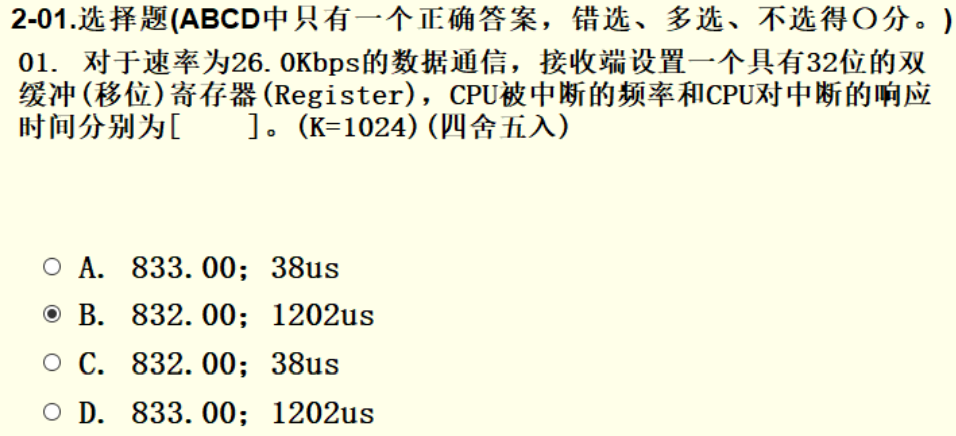 2-01.选择题(ABCD中只有一个正确答案，错选、多选、不选得〇分。)
01. 对于速率为26.0Kbps的数据通信，接收端设置一个具有32位的双
缓冲(移位)寄存器(Register)，CPU被中断的频率和CPU对中断的响应
时间分别为[ ]。(K=1024)(四舍五入)
A. 833.00; 38us
B. 832.00; 1202us
C. 832.00; 38us
D. 833.00; 1202us